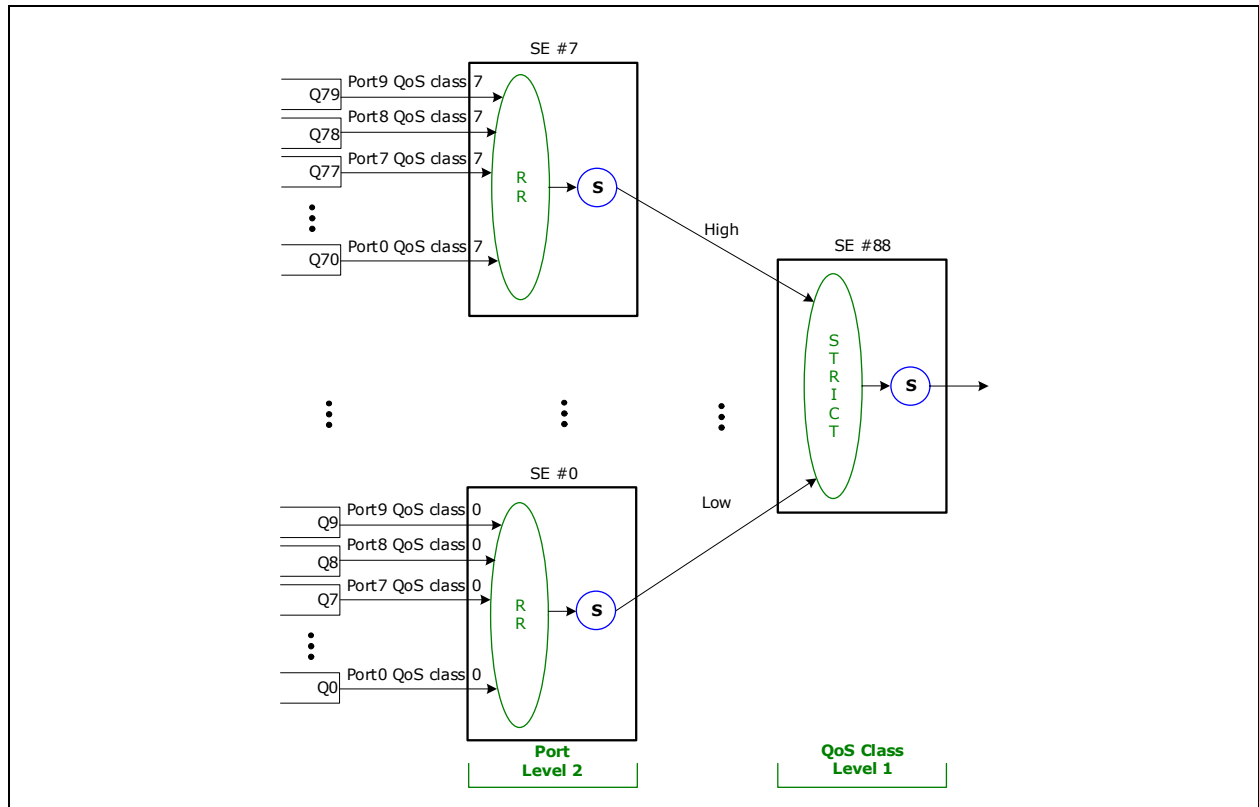 SE #7
Port9 QoS class 7
Q79
Port8 QoS class 7
Q78
Port7 QoS class 7
Q77
Port0 QoS class 7
Q70
R
R
S
High
SE #88
S
T
R
I
C
T
S
SE #0
Low
Port9 QoS class 0
Q9
Port8 QoS class 0
Q8
Port7 QoS class 0
Q7
Port0 QoS class 0
Q0
R
R
S
Port
Level 2
QoS Class
Level 1